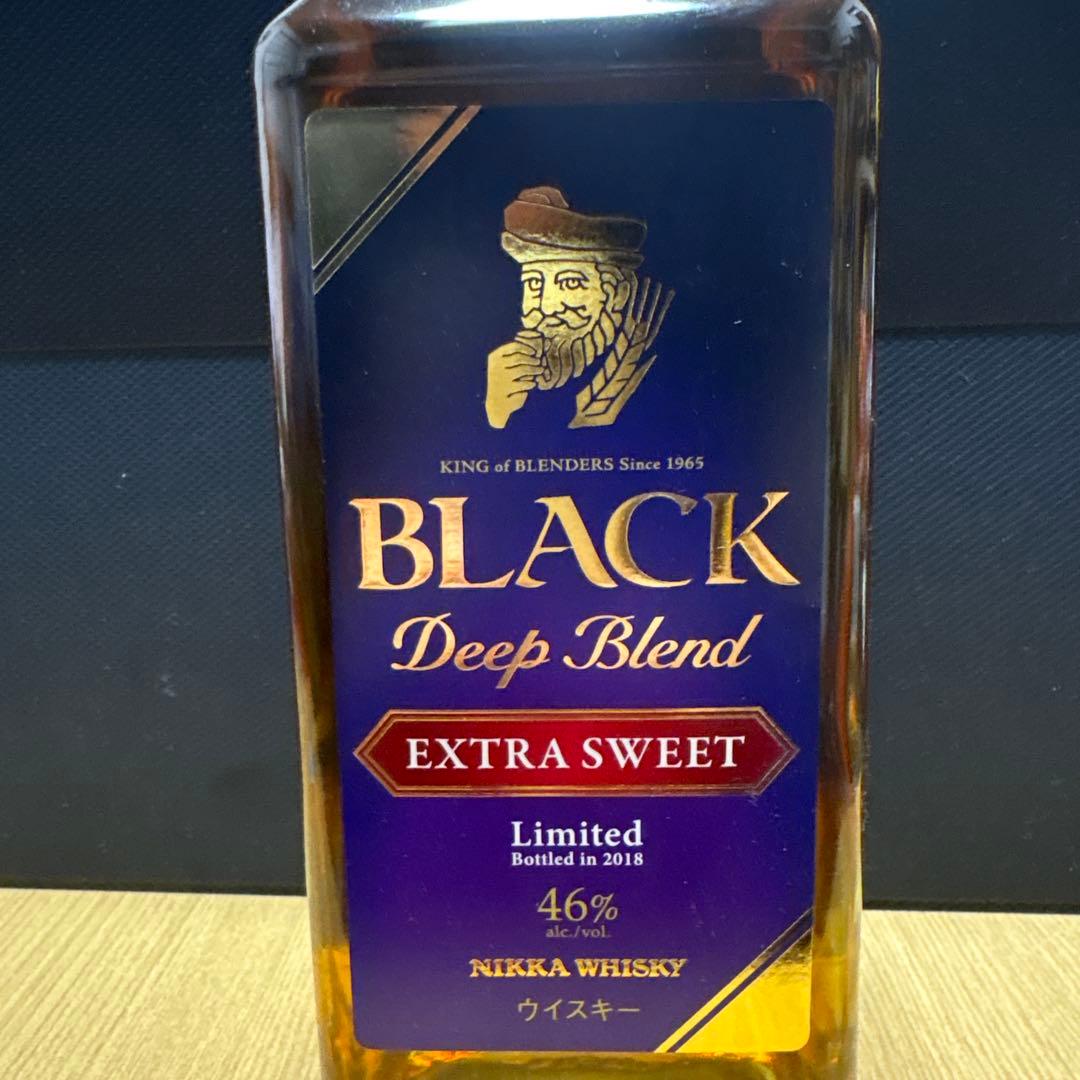 KING of BLENDERS Since 1965
BLACK
Deep Blend
EXTRA SWEET
Limited
Bottled in 2018
46%
alc./vol.
NIKKA WHISKY
ウイスキー